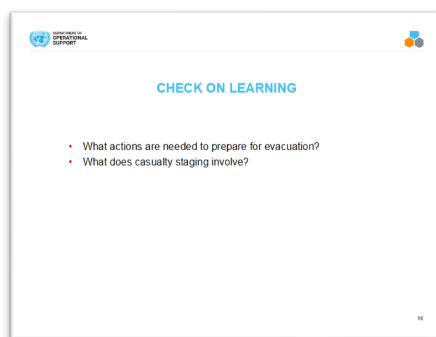 DEPARTMENT OF
OPERATIONAL
SUPPORT
CHECK ON LEARNING
• What actions are needed to prepare for evacuation?
• What does casualty staging involve?
16